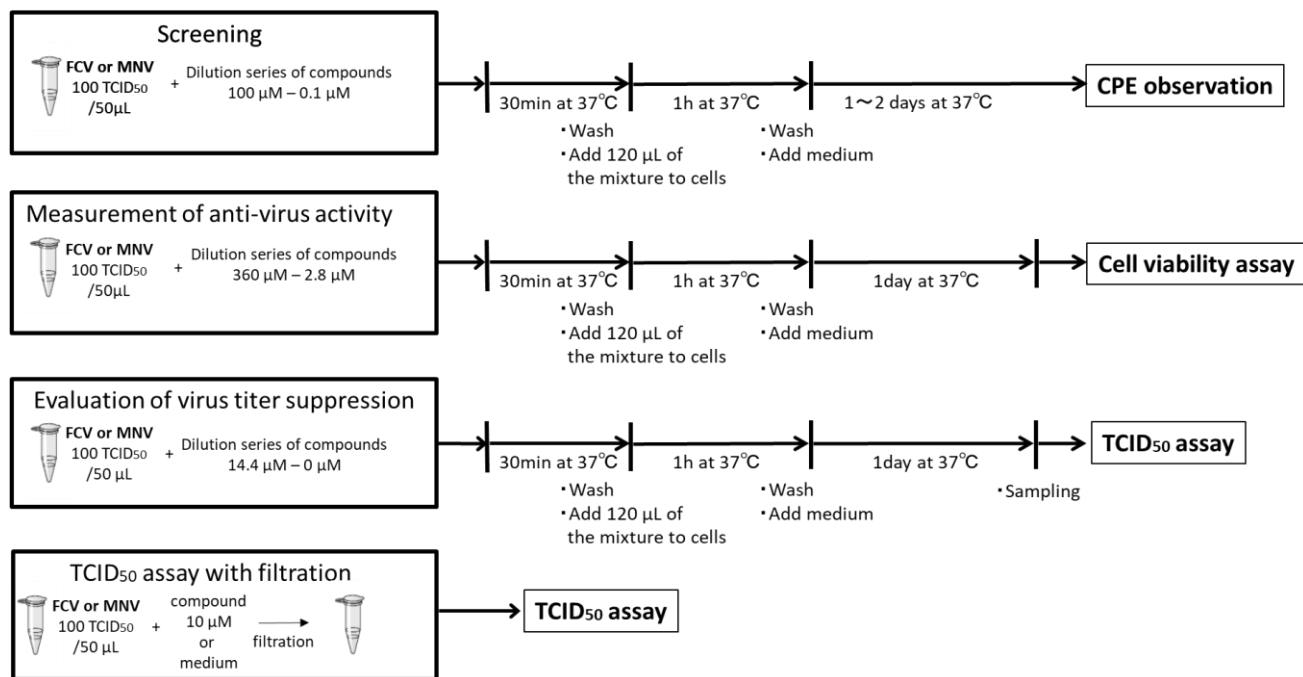 Screening
FCV or MNV
100 TCID₅₀
/50μL
+
Dilution series of compounds
100 μM – 0.1 μM
30min at 37℃
1h at 37℃
1～2 days at 37℃
・Wash
・Add 120 μL of
the mixture to cells
・Wash
・Add medium
CPE observation
Measurement of anti-virus activity
FCV or MNV
100 TCID₅₀
/50μL
+
Dilution series of compounds
360 μM – 2.8 μM
30min at 37℃
1h at 37℃
1day at 37℃
・Wash
・Add 120 μL of
the mixture to cells
・Wash
・Add medium
Cell viability assay
Evaluation of virus titer suppression
FCV or MNV
100 TCID₅₀
/50 μL
+
Dilution series of compounds
14.4 μM – 0 μM
30min at 37℃
1h at 37℃
1day at 37℃
・Wash
・Add 120 μL of
the mixture to cells
・Wash
・Add medium
・Sampling
TCID₅₀ assay
TCID₅₀ assay with filtration
FCV or MNV
100 TCID₅₀
/50 μL
+
compound
10 μM
or
medium
filtration
TCID₅₀ assay